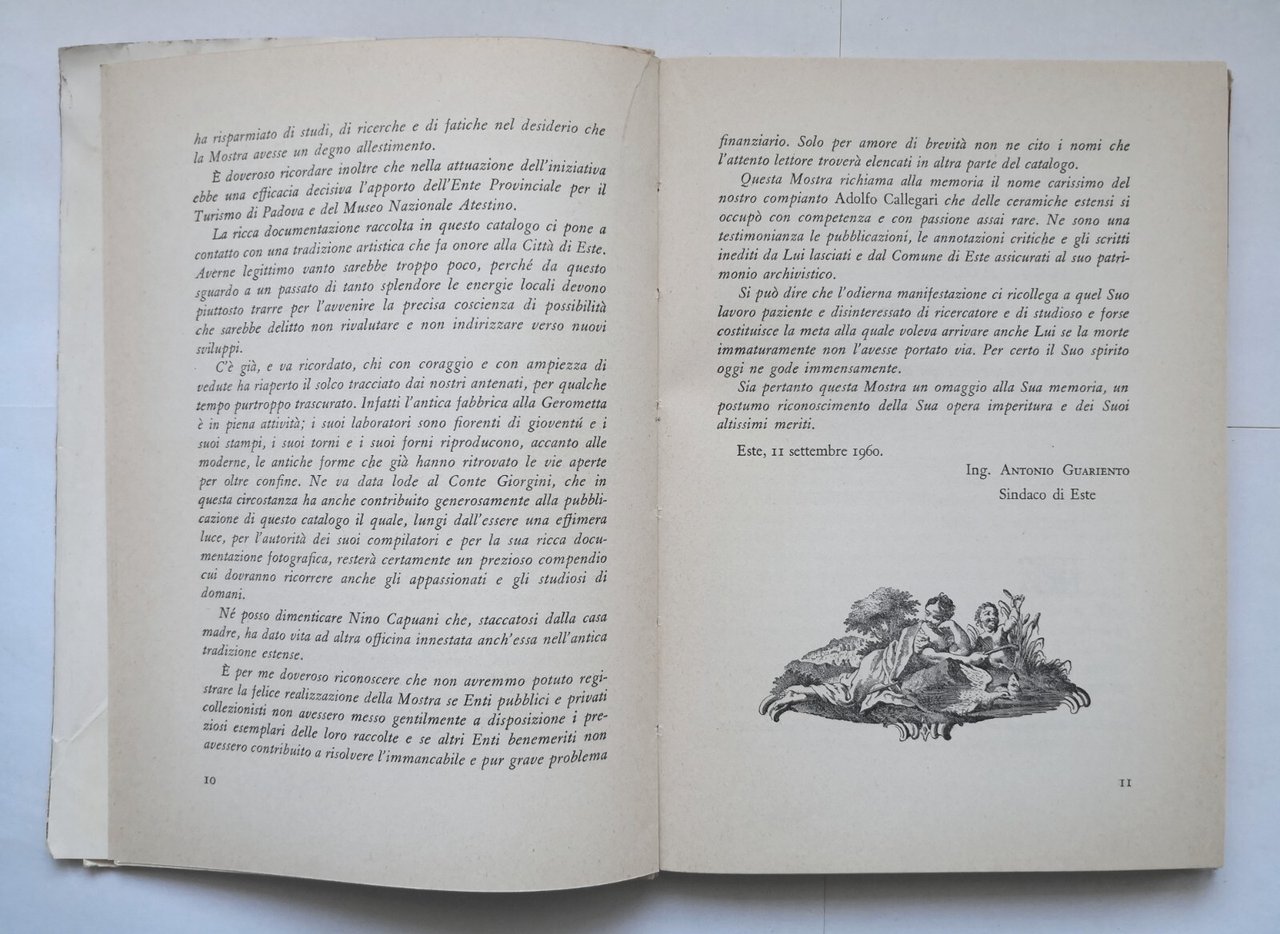 ha risparmiato di studi, di ricerche e di fatiche nel desiderio che
la Mostra avesse un degno allestimento.
È doveroso ricordare inoltre che nella attuazione dell'iniziativa
ebbe una efficacia decisiva l'apporto dell'Ente Provinciale per il
Turismo di Padova e del Museo Nazionale Atestino.
La ricca documentazione raccolta in questo catalogo ci pone a
contatto con una tradizione artistica che fa onore alla Città di Este.
Averne legittimo vanto sarebbe troppo poco, perché da questo
sguardo a un passato di tanto splendore le energie locali devono
piuttosto trarre per l'avvenire la precisa coscienza di possibilità
che sarebbe delitto non rivalutare e non indirizzare verso nuovi
sviluppi.
C'è già, e va ricordato, chi con coraggio e con ampiezza di
vedute ha riaperto il solco tracciato dai nostri antenati, per qualche
tempo purtroppo trascurato. Infatti l'antica fabbrica alla Gerometta
è in piena attività; i suoi laboratori sono fiorenti di gioventú e i
suoi stampi, i suoi torni e i suoi forni riproducono, accanto alle
moderne, le antiche forme che già hanno ritrovato le vie aperte
per oltre confine. Ne va data lode al Conte Giorgini, che in
questa circostanza ha anche contribuito generosamente alla pubbli-
cazione di questo catalogo il quale, lungi dall'essere una effimera
luce, per l'autorità dei suoi compilatori e per la sua ricca docu-
mentazione fotografica, resterà certamente un prezioso compendio
cui dovranno ricorrere anche gli appassionati e gli studiosi di
domani.
Né posso dimenticare Nino Capuani che, staccatosi dalla casa
madre, ha dato vita ad altra officina innestata anch'essa nell'antica
tradizione estense.
È per me doveroso riconoscere che non avremmo potuto regi-
strare la felice realizzazione della Mostra se Enti pubblici e privati
collezionisti non avessero messo gentilmente a disposizione i pre-
ziosi esemplari delle loro raccolte e se altri Enti benemeriti non
avessero contribuito a risolvere l'immancabile e pur grave problema
10
finanziario. Solo per amore di brevità non ne cito i nomi che
l'attento lettore troverà elencati in altra parte del catalogo.
Questa Mostra richiama alla memoria il nome carissimo del
nostro compianto Adolfo Callegari che delle ceramiche estensi si
occupò con competenza e con passione assai rare. Ne sono una
testimonianza le pubblicazioni, le annotazioni critiche e gli scritti
inediti da Lui lasciati e dal Comune di Este assicurati al suo patri-
monio archivistico.
Si può dire che l'odierna manifestazione ci ricollega a quel Suo
lavoro paziente e disinteressato di ricercatore e di studioso e forse
costituisce la meta alla quale voleva arrivare anche Lui se la morte
immaturamente non l'avesse portato via. Per certo il Suo spirito
oggi ne gode immensamente.
Sia pertanto questa Mostra un omaggio alla Sua memoria, un
postumo riconoscimento della Sua opera imperitura e dei Suoi
altissimi meriti.
Este, 11 settembre 1960.
Ing. Antonio Guariento
Sindaco di Este
11